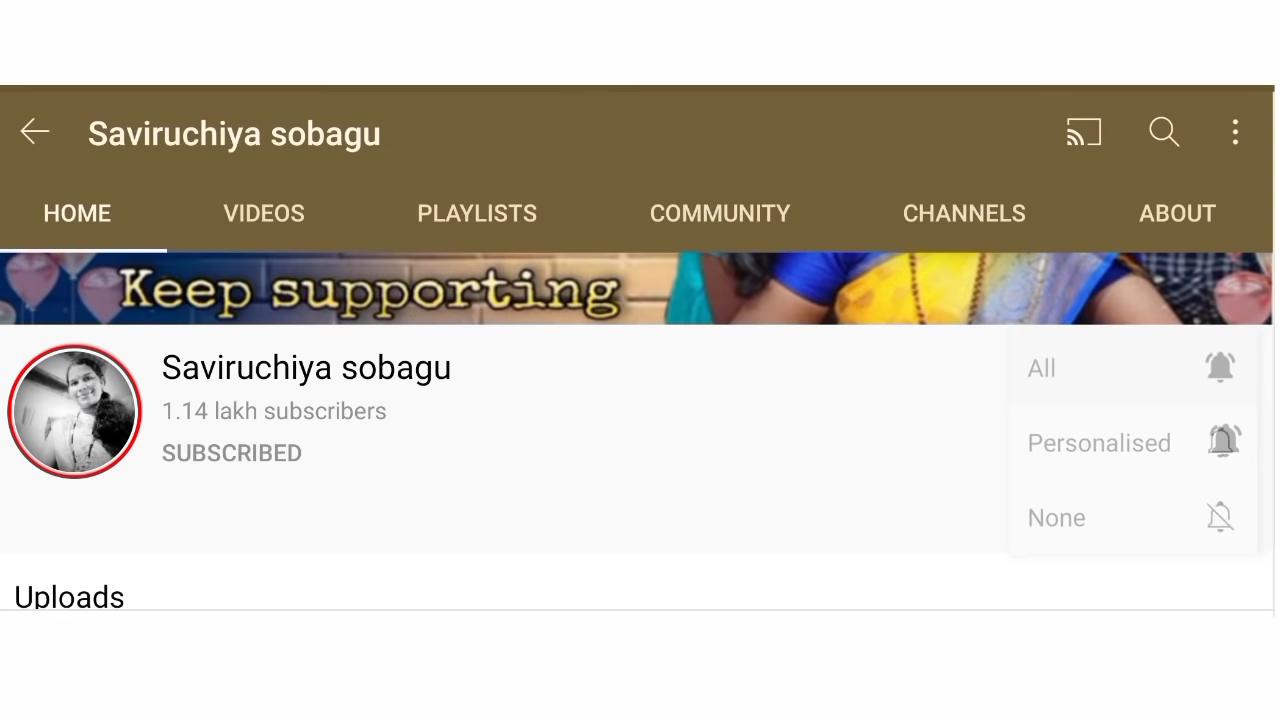 Saviruchiya sobagu
HOME VIDEOS PLAYLISTS COMMUNITY CHANNELS ABOUT
Keep supporting
Saviruchiya sobagu
1.14 lakh subscribers
SUBSCRIBED
All
Personalised
None
Uploads